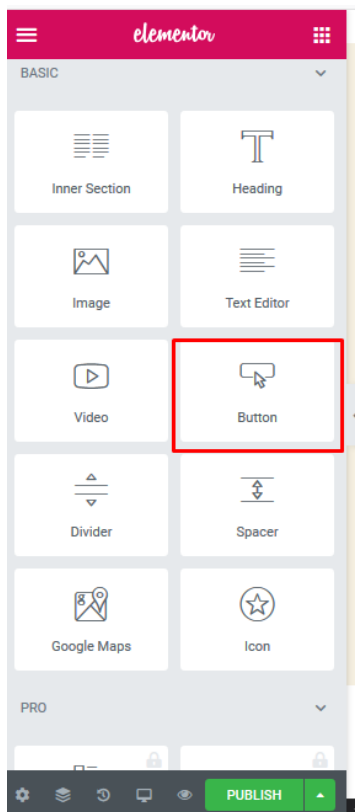 elementor
BASIC
Inner Section
Heading
Image
Text Editor
Video
Button
Divider
Spacer
Google Maps
Icon
PRO
PUBLISH